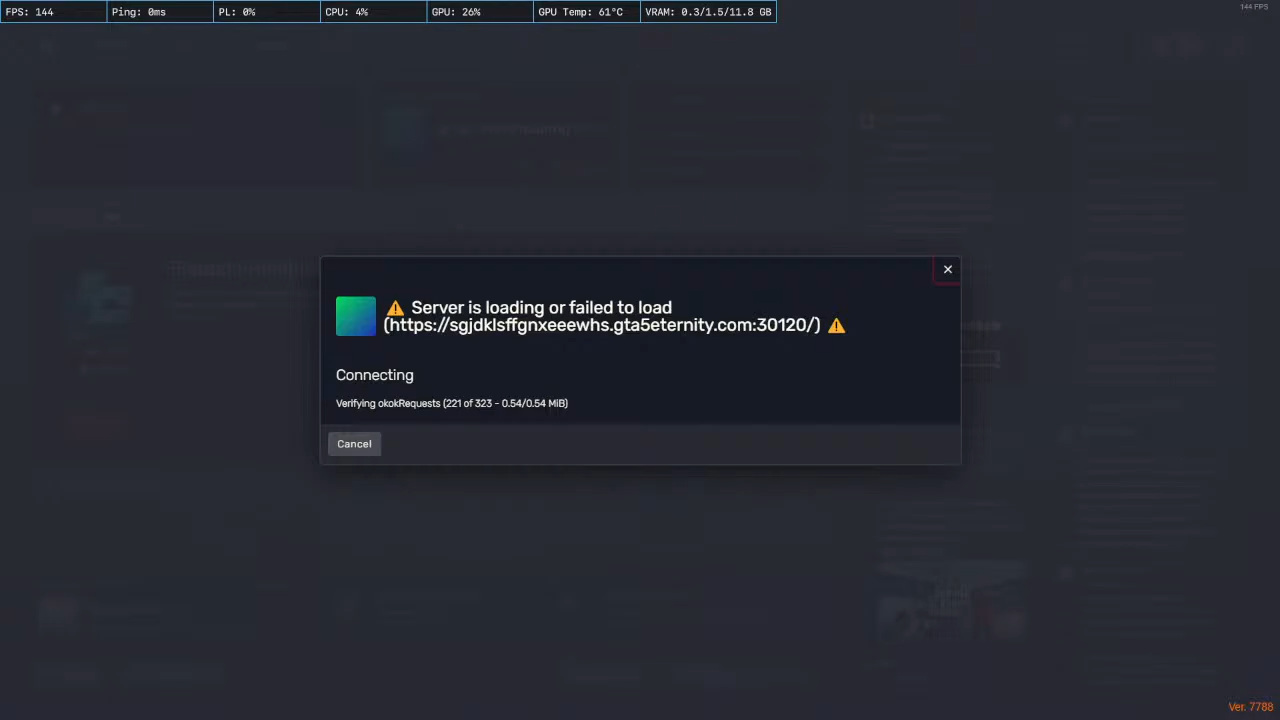 FPS: 144 Ping: 0ms PL: 0% CPU: 4% GPU: 26% GPU Temp: 61°C VRAM: 0.3/1.5/11.8 GB
144 FPS
⚠ Server is loading or failed to load
(https://sgjdklsffgnxeeewhs.gta5eternity.com:30120/) ⚠
Connecting
Verifying okokRequests (221 of 323 - 0.54/0.54 MiB)
Cancel
Ver. 7788